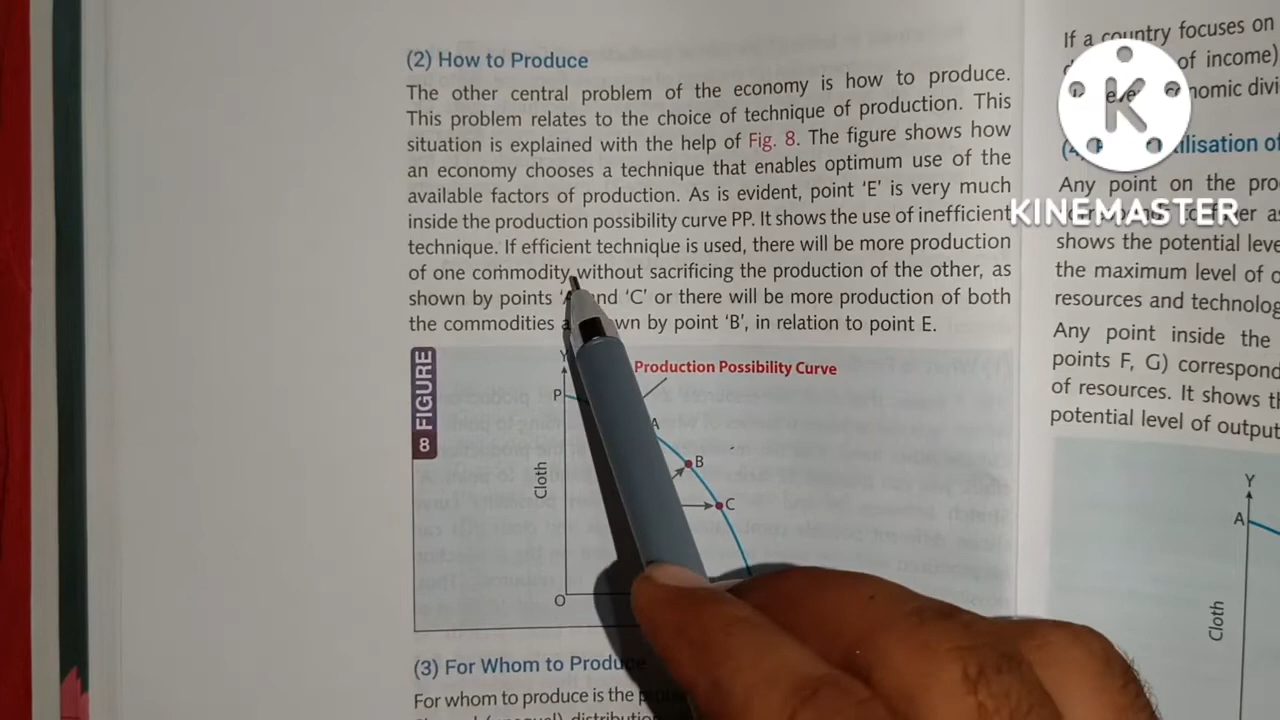 (2) How to Produce
The other central problem of the economy is how to produce.
This problem relates to the choice of technique of production. This
situation is explained with the help of Fig. 8. The figure shows how
an economy chooses a technique that enables optimum use of the
available factors of production. As is evident, point 'E' is very much
inside the production possibility curve PP. It shows the use of inefficient
technique. If efficient technique is used, there will be more production
of one commodity without sacrificing the production of the other, as
shown by points 'A' and 'C' or there will be more production of both
the commodities as shown by point 'B', in relation to point E.
8 FIGURE
Y
Production Possibility Curve
P
A
B
Cloth
C
O
(3) For Whom to Produce
For whom to produce is the
If a country focuses on
of income)
nomic divi
ilisation of
Any point on the pro
shows the potential leve
the maximum level of o
resources and technolog
Any point inside the
points F, G) correspond
of resources. It shows th
potential level of output
Y
A
Cloth
K
KINEMASTER